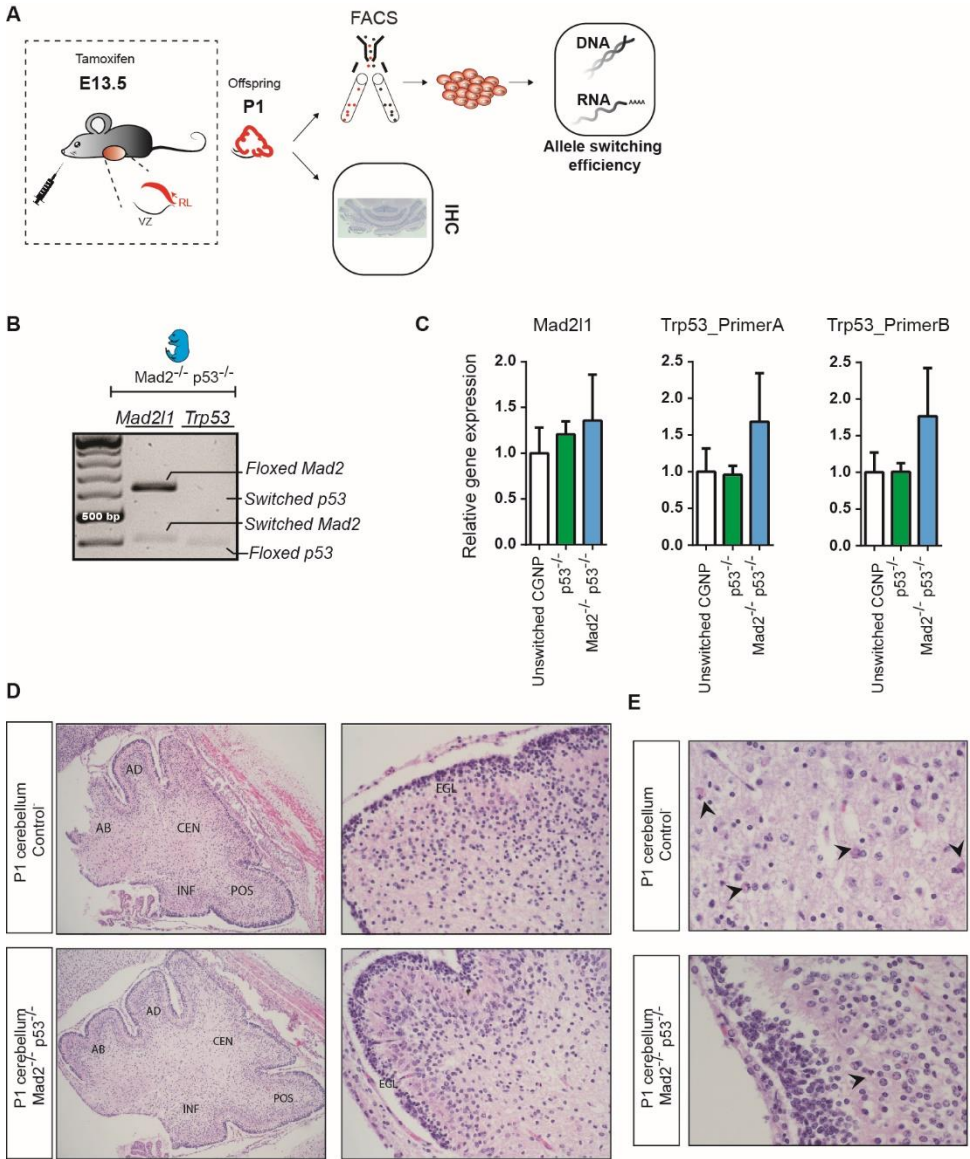 A
Tamoxifen
E13.5
VZ
RL
Offspring
P1
FACS
IHC
DNA
RNA
AAAA
Allele switching
efficiency
B
Mad2-/- p53-/-
Mad2l1 Trp53
500 bp
Floxed Mad2
Switched p53
Switched Mad2
Floxed p53
C
Relative gene expression
Mad2l1
2.0
1.5
1.0
0.5
0.0
Unswitched CGNP
p53-/-
Mad2-/- p53-/-
Trp53_PrimerA
2.5
2.0
1.5
1.0
0.5
0.0
Unswitched CGNP
p53-/-
Mad2-/- p53-/-
Trp53_PrimerB
2.5
2.0
1.5
1.0
0.5
0.0
Unswitched CGNP
p53-/-
Mad2-/- p53-/-
D
P1 cerebellum
Control-
AD
AB
CEN
INF
POS
EGL
P1 cerebellum
Mad2-/- p53-/-
AD
AB
CEN
INF
POS
EGL
E
P1 cerebellum
Control-
P1 cerebellum
Mad2-/- p53-/-